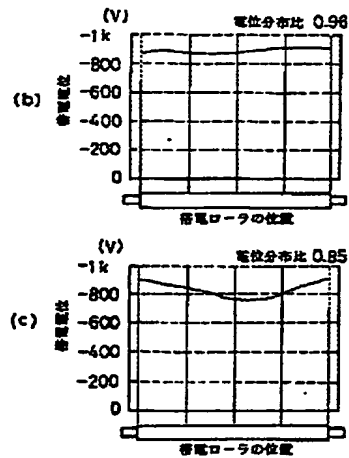 (V)
電位分布比 0.96
(b)
帯電電位
-1k
-800
-600
-400
-200
0
帯電ローラの位置
(V)
電位分布比 0.85
(c)
帯電電位
-1k
-800
-600
-400
-200
0
帯電ローラの位置